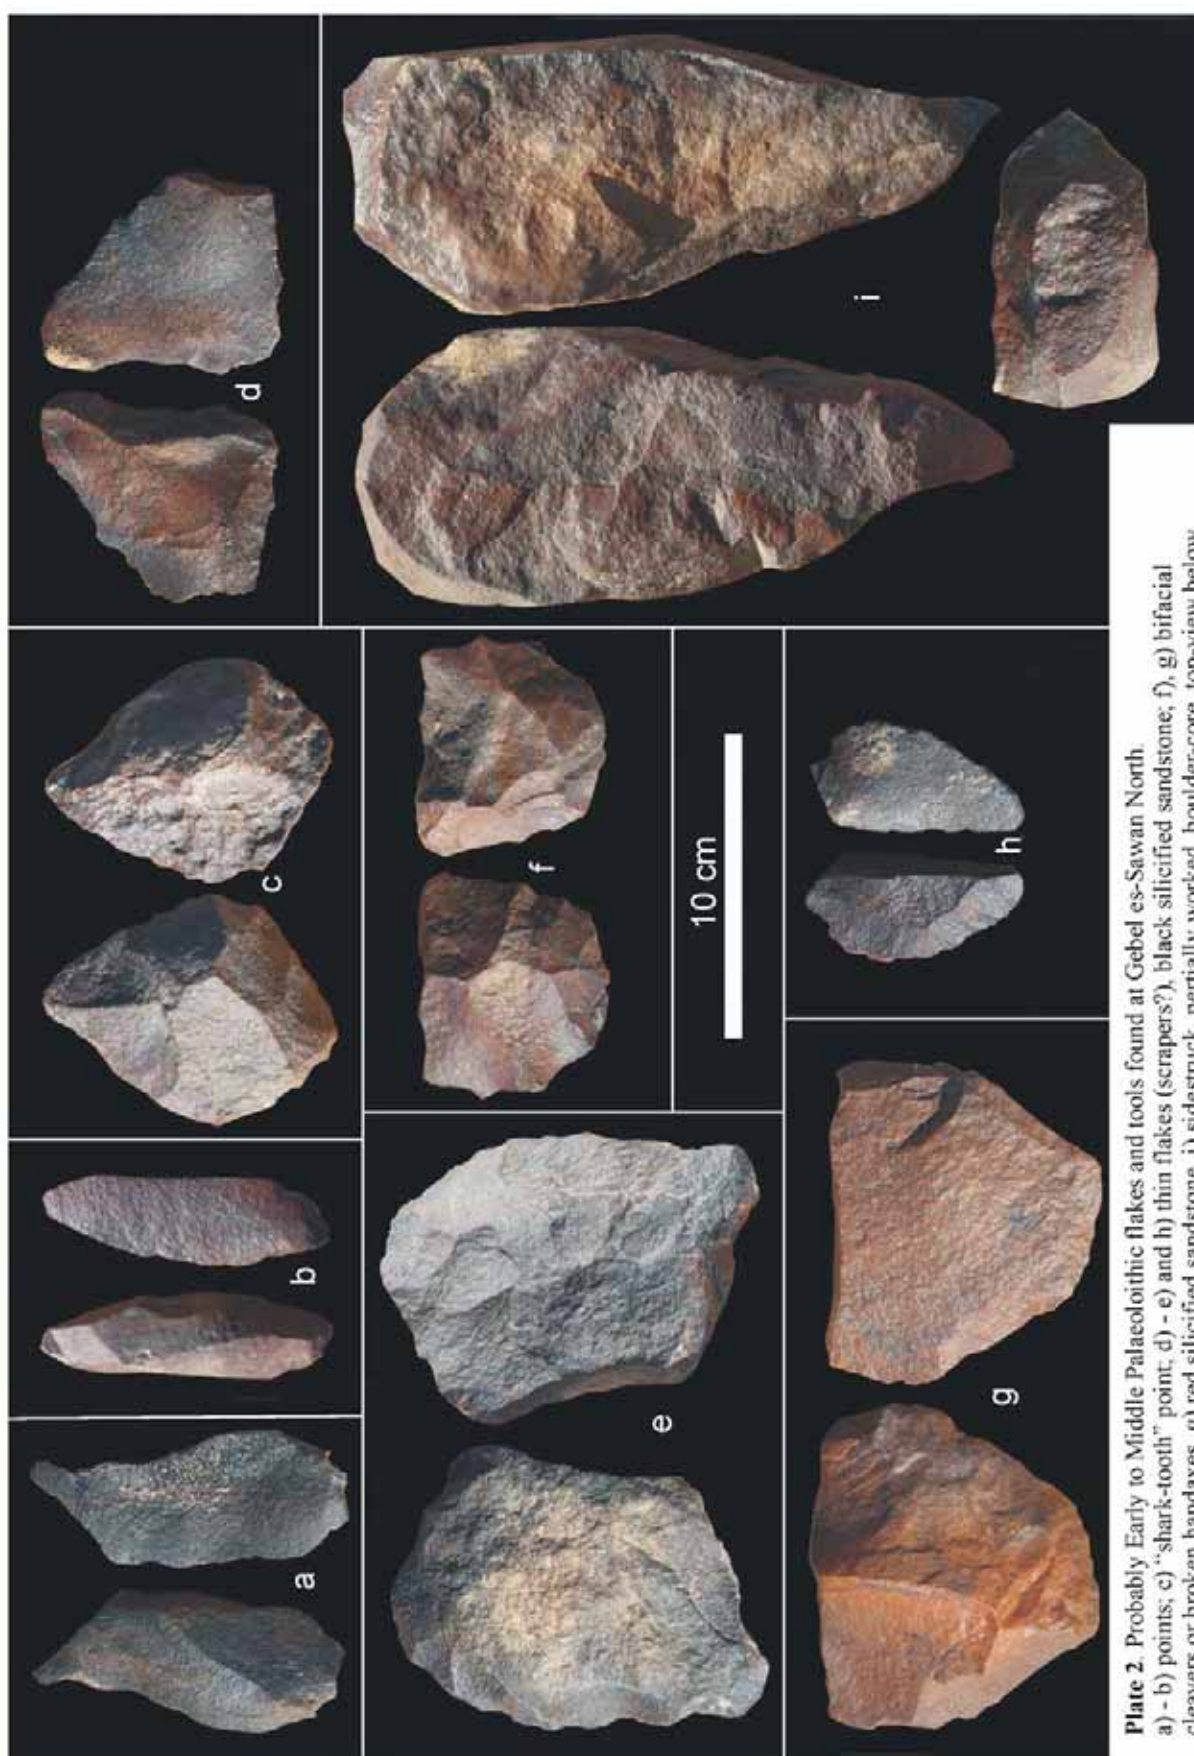 a
b
c
d
e
f
10 cm
g
h
i
Plate 2. Probably Early to Middle Palaeoloithic flakes and tools found at Gebel es-Sawan North.
a) - b) points; c) “shark-tooth” point; d) - e) and h) thin flakes (scrapers?), black silicified sandstone; f), g) bifacial
cleavers or broken handaxes, g) red silicified sandstone, i) sidestruck, partially worked, boulder-core, top-view below